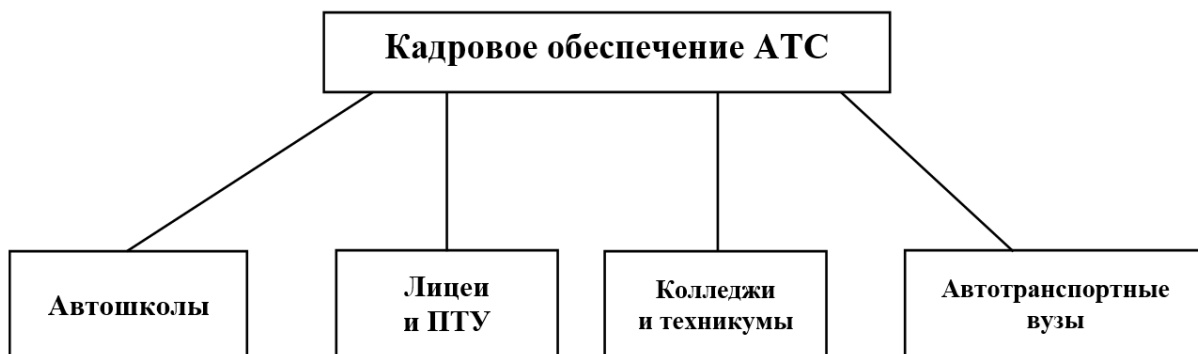 Кадровое обеспечение АТС
Автошколы
Лицеи
и ПТУ
Колледжи
и техникумы
Автотранспортные
вузы